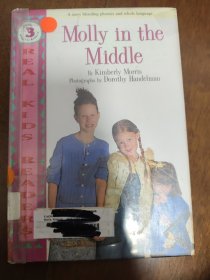 A story blending phonics and whole language
3
Molly in the
Middle
by Kimberly Morris
Photographs by Dorothy Handelman
REAL KIDS READERS